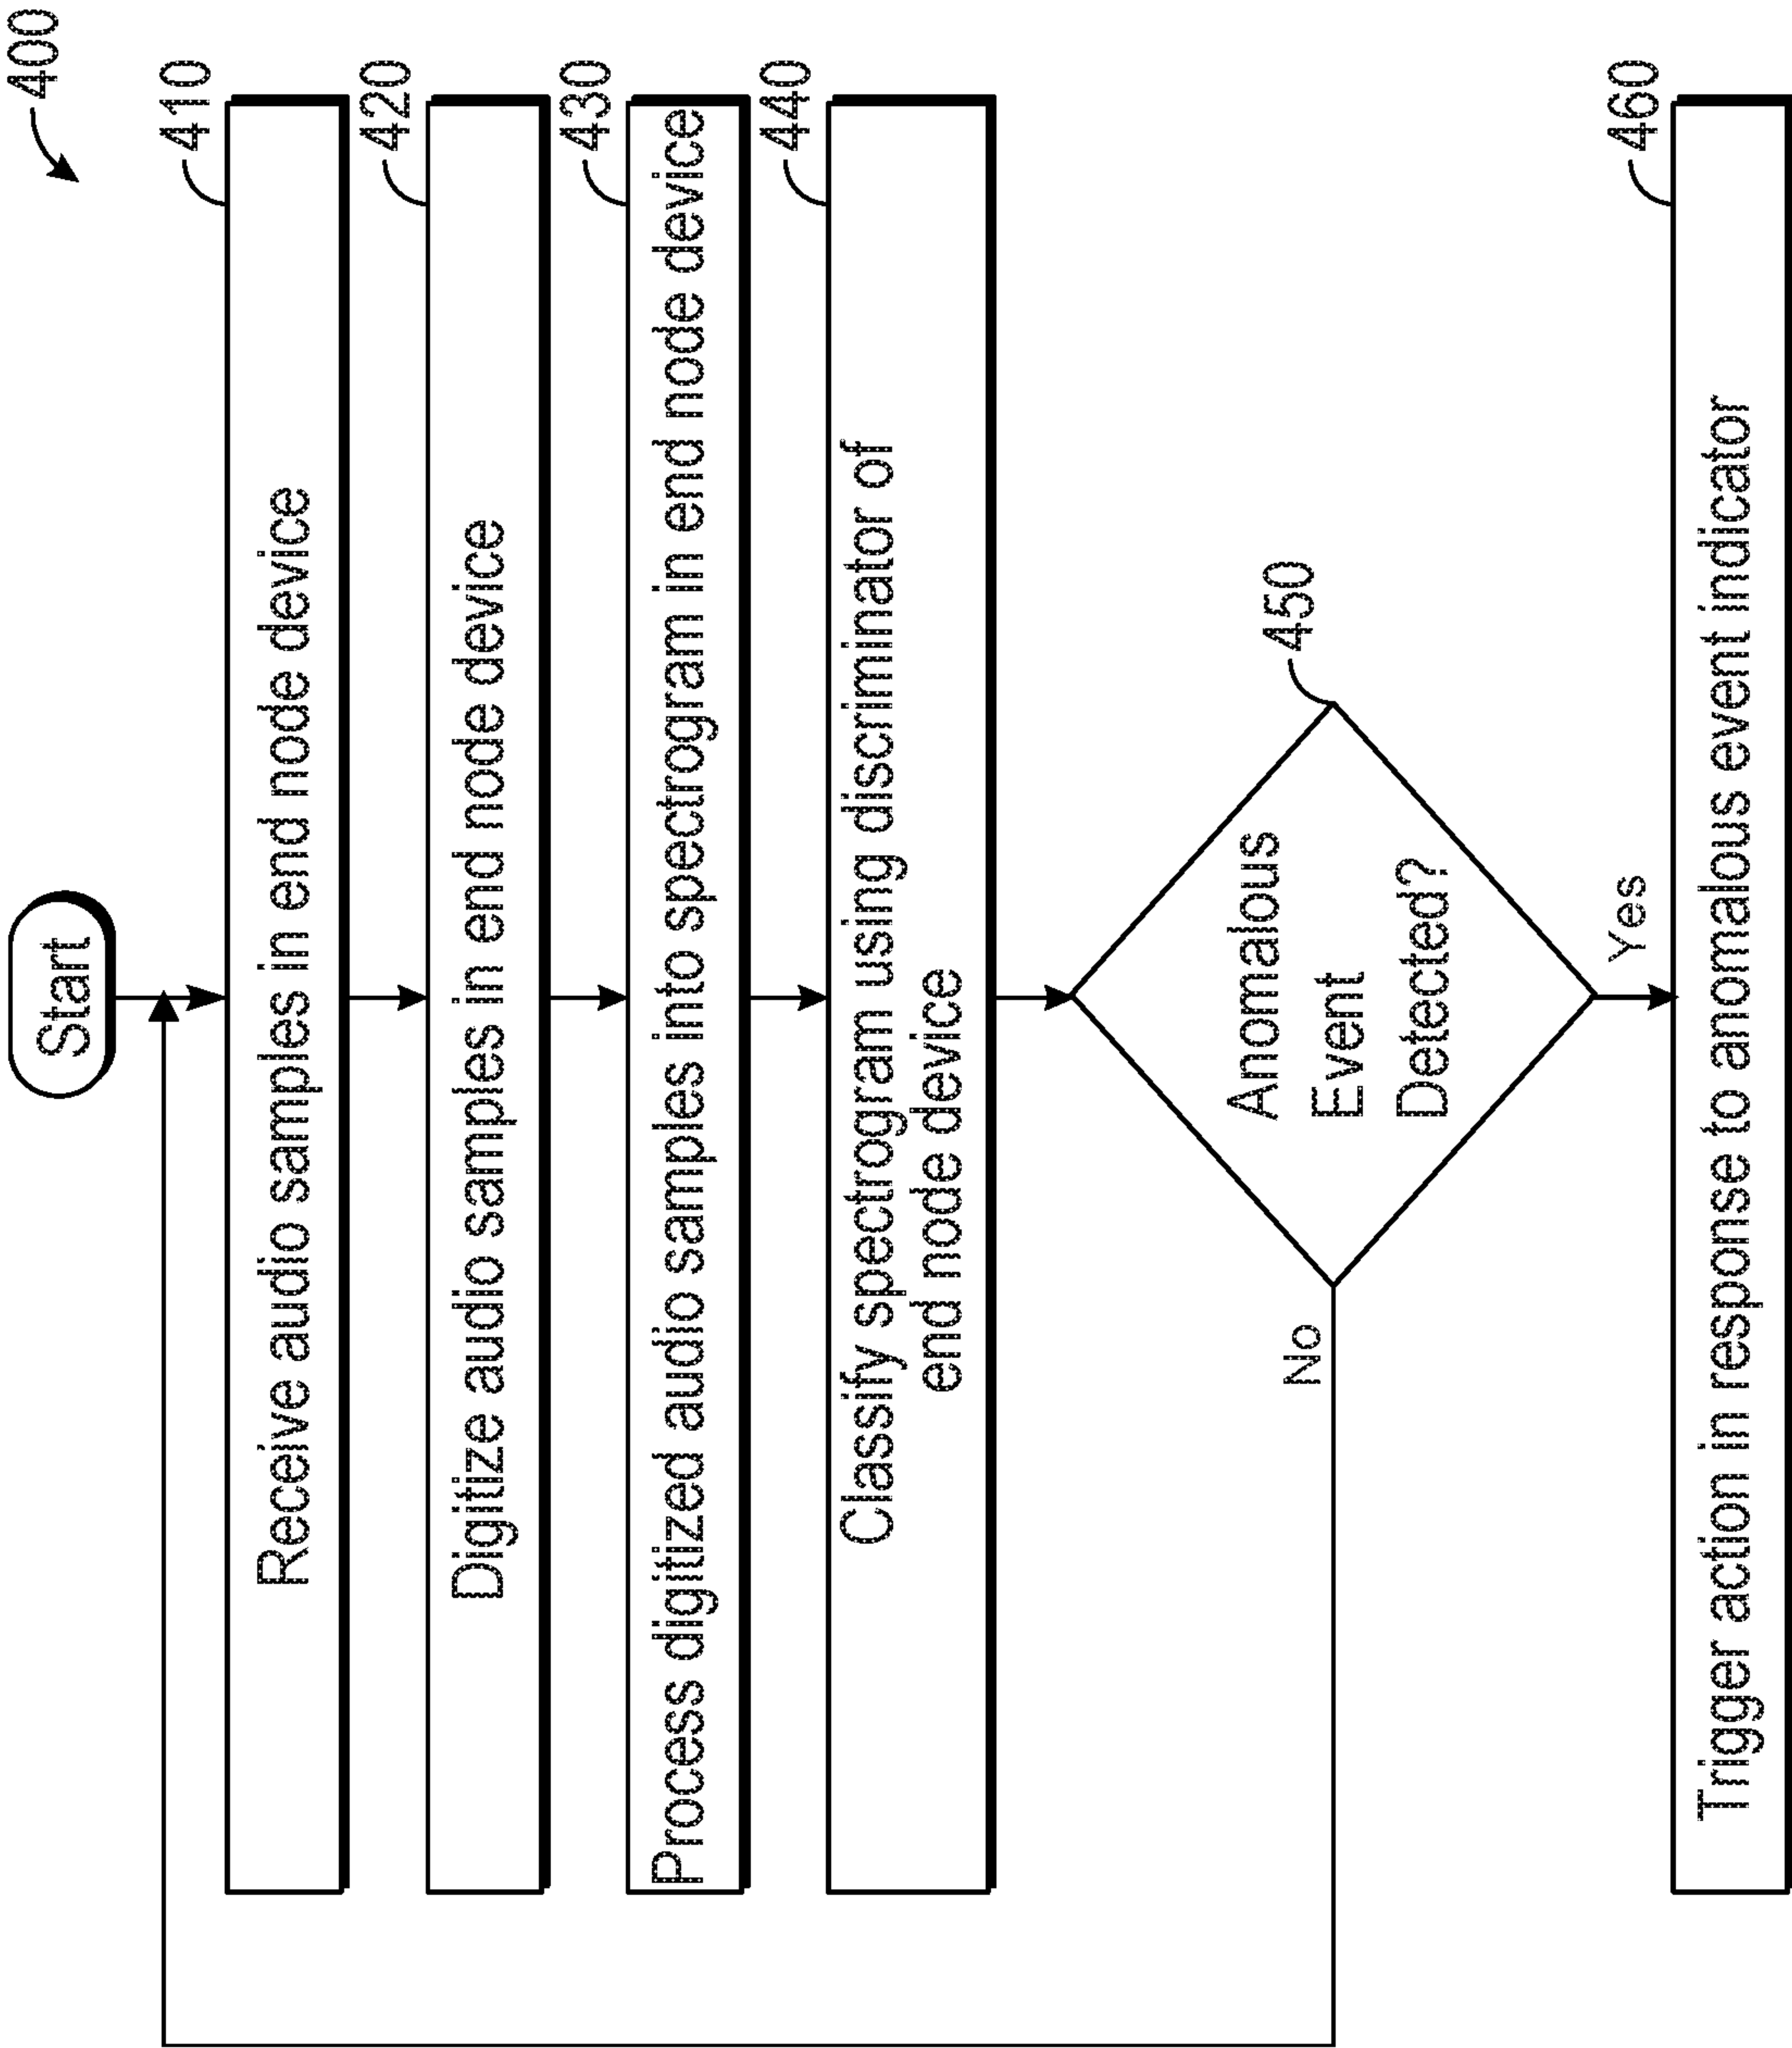 400
Start
410
Receive audio samples in end node device
420
Digitize audio samples in end node device
430
Process digitized audio samples into spectrogram in end node device
440
Classify spectrogram using discriminator of
end node device
450
Anomalous
Event
Detected?
No
Yes
460
Trigger action in response to anomalous event indicator